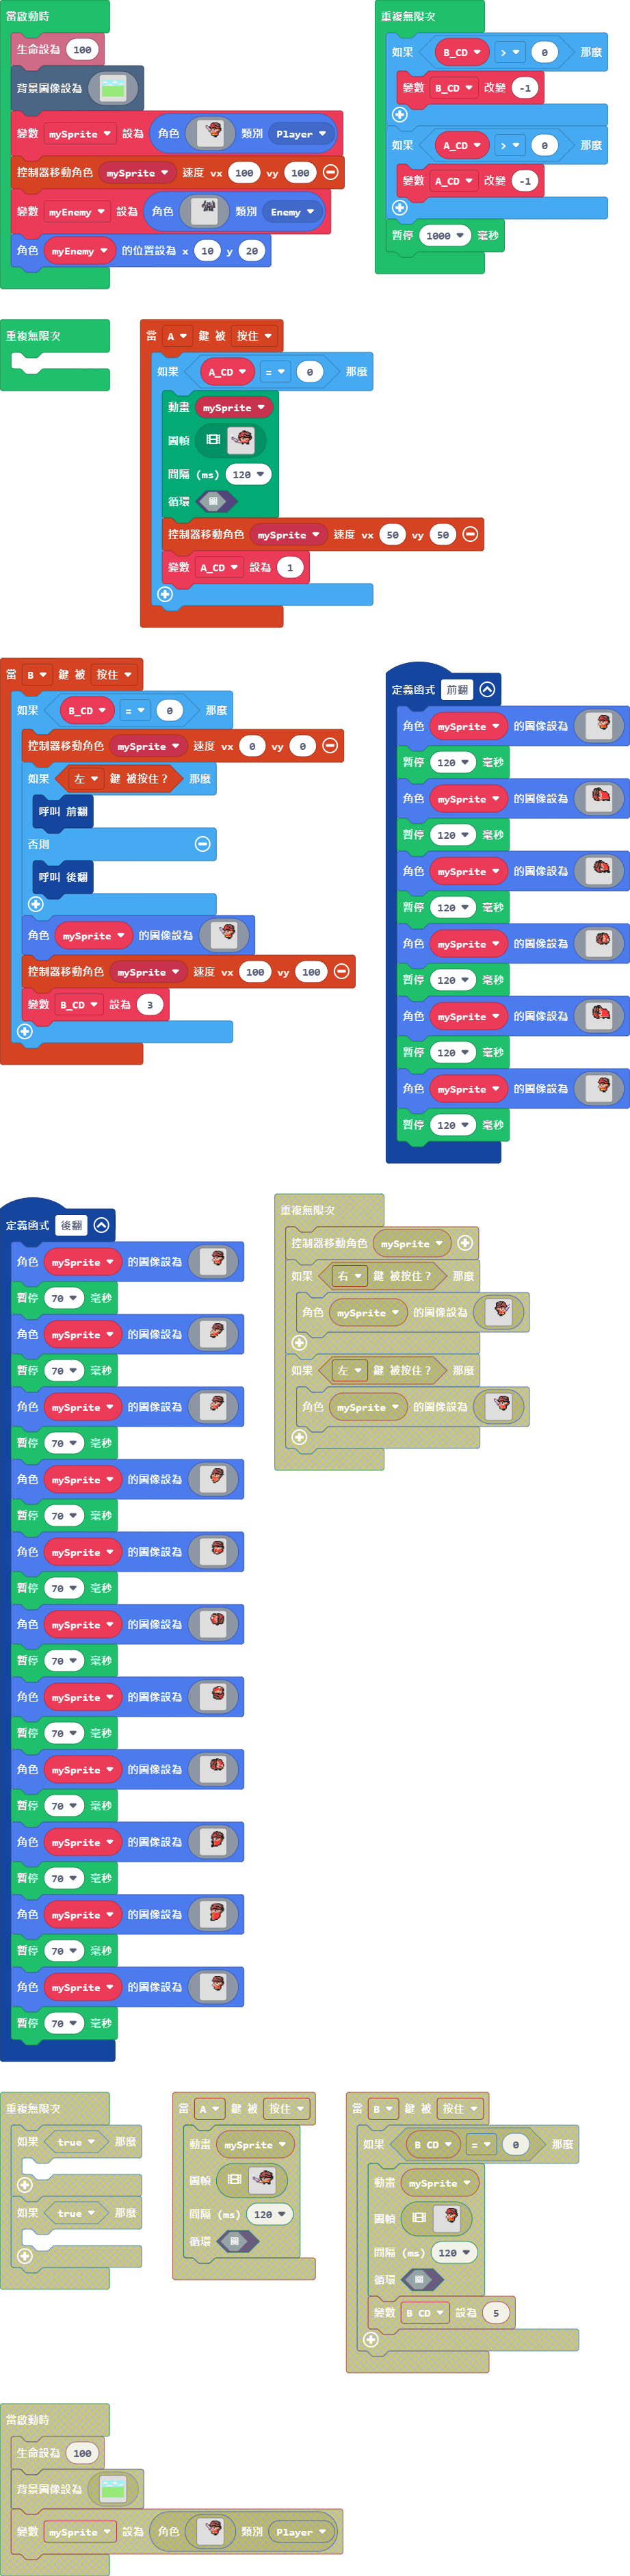 當啟動時
生命設為 100
背景圖像設為
變數 mySprite 設為 角色 類別 Player
控制器移動角色 mySprite 速度 vx 100 vy 100
變數 myEnemy 設為 角色 類別 Enemy
角色 myEnemy 的位置設為 x 10 y 20
重複無限次
如果 B_CD > 0 那麼
變數 B_CD 改變 -1
如果 A_CD > 0 那麼
變數 A_CD 改變 -1
暫停 1000 毫秒
重複無限次
當 A 鍵 被 按住
如果 A_CD = 0 那麼
動畫 mySprite
圖幀
間隔 (ms) 120
循環 關
控制器移動角色 mySprite 速度 vx 50 vy 50
變數 A_CD 設為 1
當 B 鍵 被 按住
如果 B_CD = 0 那麼
控制器移動角色 mySprite 速度 vx 0 vy 0
如果 左 鍵 被按住? 那麼
呼叫 前翻
否則
呼叫 後翻
角色 mySprite 的圖像設為
控制器移動角色 mySprite 速度 vx 100 vy 100
變數 B_CD 設為 3
定義函式 前翻
角色 mySprite 的圖像設為
暫停 120 毫秒
角色 mySprite 的圖像設為
暫停 120 毫秒
角色 mySprite 的圖像設為
暫停 120 毫秒
角色 mySprite 的圖像設為
暫停 120 毫秒
角色 mySprite 的圖像設為
暫停 120 毫秒
角色 mySprite 的圖像設為
暫停 120 毫秒
定義函式 後翻
角色 mySprite 的圖像設為
暫停 70 毫秒
角色 mySprite 的圖像設為
暫停 70 毫秒
角色 mySprite 的圖像設為
暫停 70 毫秒
角色 mySprite 的圖像設為
暫停 70 毫秒
角色 mySprite 的圖像設為
暫停 70 毫秒
角色 mySprite 的圖像設為
暫停 70 毫秒
角色 mySprite 的圖像設為
暫停 70 毫秒
角色 mySprite 的圖像設為
暫停 70 毫秒
角色 mySprite 的圖像設為
暫停 70 毫秒
角色 mySprite 的圖像設為
暫停 70 毫秒
角色 mySprite 的圖像設為
暫停 70 毫秒
重複無限次
控制器移動角色 mySprite
如果 右 鍵 被按住? 那麼
角色 mySprite 的圖像設為
如果 左 鍵 被按住? 那麼
角色 mySprite 的圖像設為
重複無限次
如果 true 那麼
如果 true 那麼
當 A 鍵 被 按住
動畫 mySprite
圖幀
間隔 (ms) 120
循環 關
當 B 鍵 被 按住
如果 B CD = 0 那麼
動畫 mySprite
圖幀
間隔 (ms) 120
循環 關
變數 B CD 設為 5
當啟動時
生命設為 100
背景圖像設為
變數 mySprite 設為 角色 類別 Player